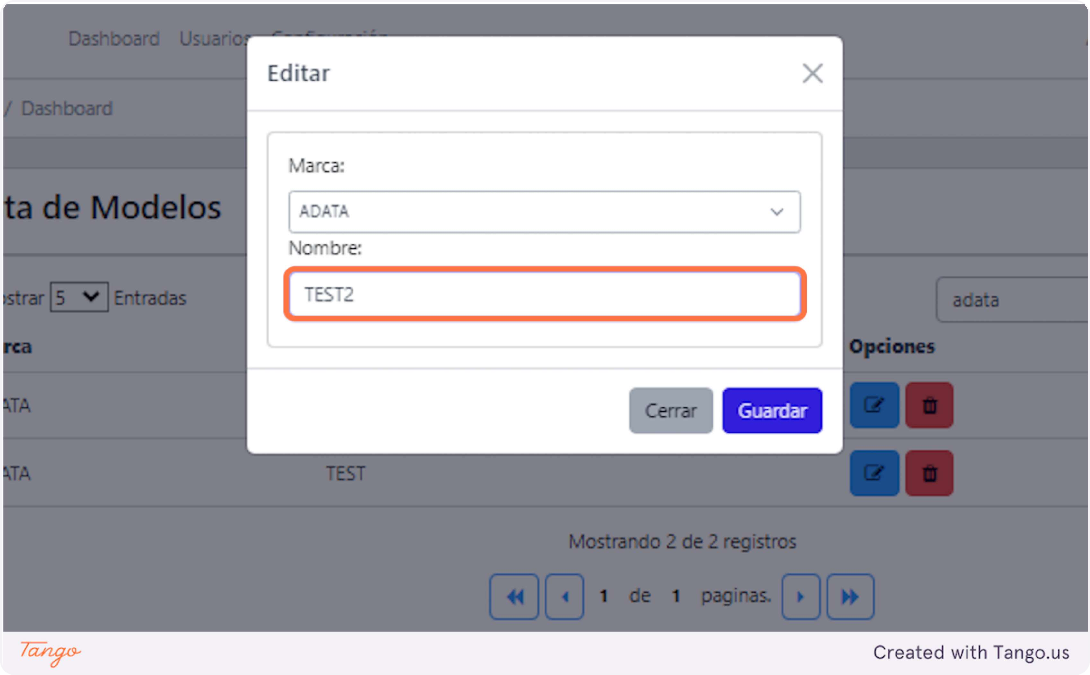 Dashboard Usuarios Configuración
/ Dashboard
Editar
Marca:
ADATA
Nombre:
TEST2
Cerrar Guardar
ta de Modelos
ostrar 5 Entradas
adata
rca Opciones
ATA
ATA TEST
Mostrando 2 de 2 registros
1 de 1 paginas.
Tango
Created with Tango.us